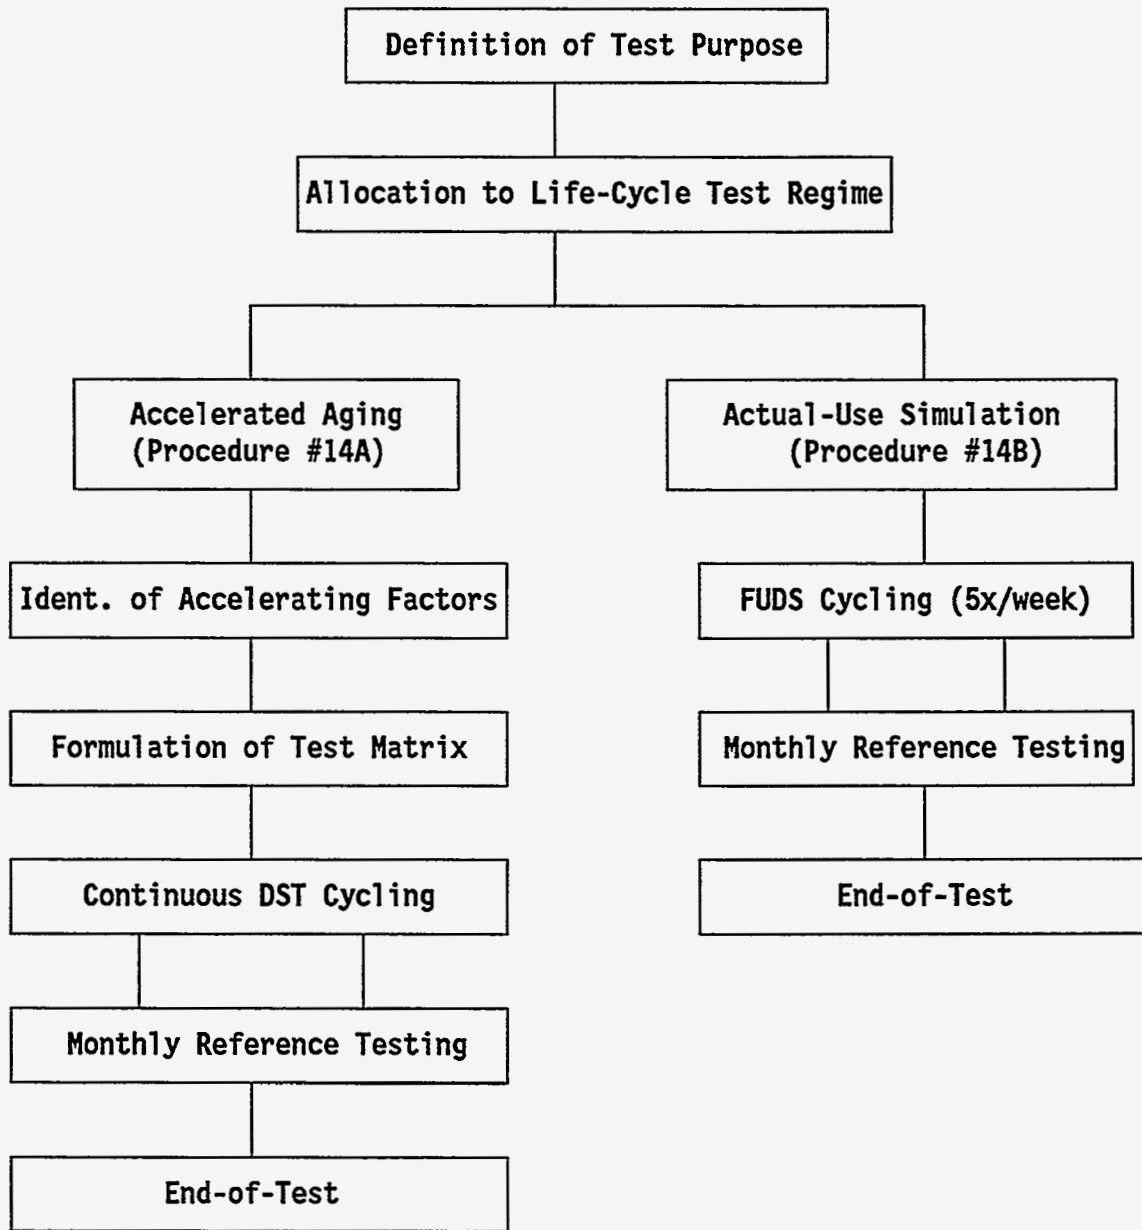 Definition of Test Purpose
Allocation to Life-Cycle Test Regime
Accelerated Aging
(Procedure #14A)
Actual-Use Simulation
(Procedure #14B)
Ident. of Accelerating Factors
FUDS Cycling (5x/week)
Formulation of Test Matrix
Monthly Reference Testing
Continuous DST Cycling
End-of-Test
Monthly Reference Testing
End-of-Test